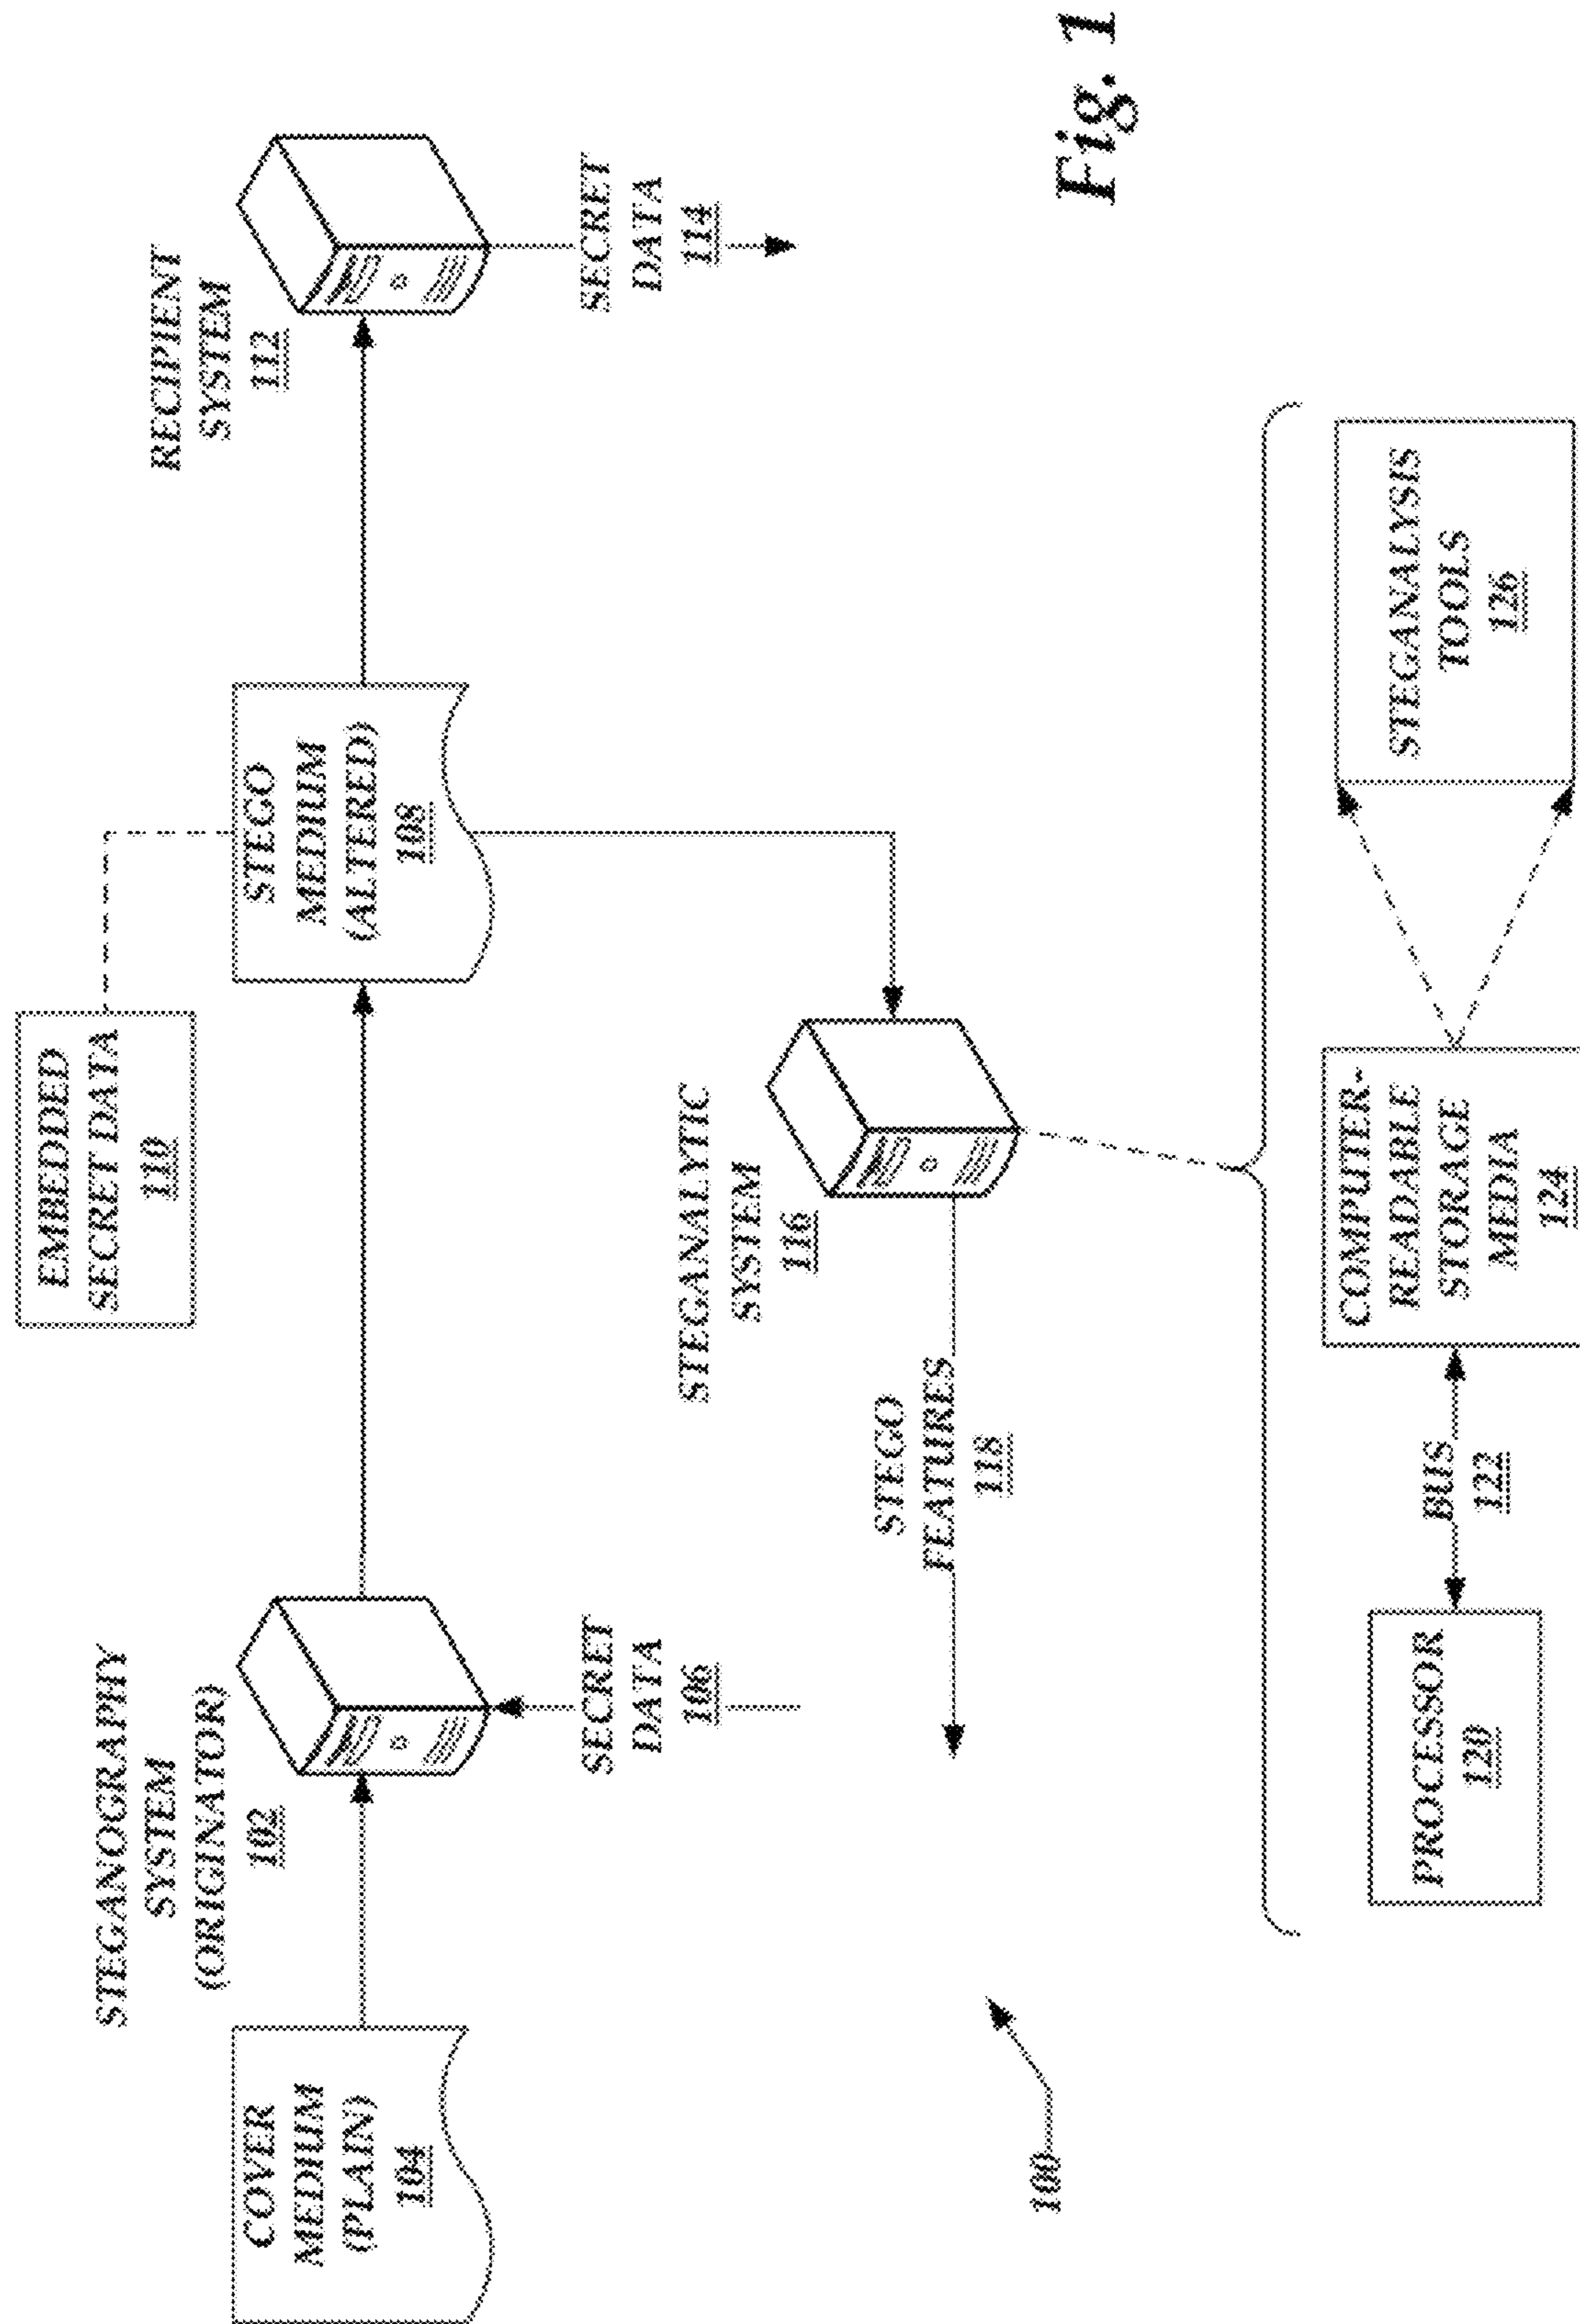 EMBEDDED
SECRET DATA
110
STEGANOGRAPHY
SYSTEM
(ORIGINATOR)
102
RECIPIENT
SYSTEM
112
COVER
MEDIUM
(PLAIN)
104
STEGO
MEDIUM
(ALTERED)
108
SECRET
DATA
106
SECRET
DATA
114
STEGANALYTIC
SYSTEM
116
STEGO
FEATURES
118
100
Fig. 1
PROCESSOR
120
BUS
122
COMPUTER-
READABLE
STORAGE
MEDIA
124
STEGANALYSIS
TOOLS
126